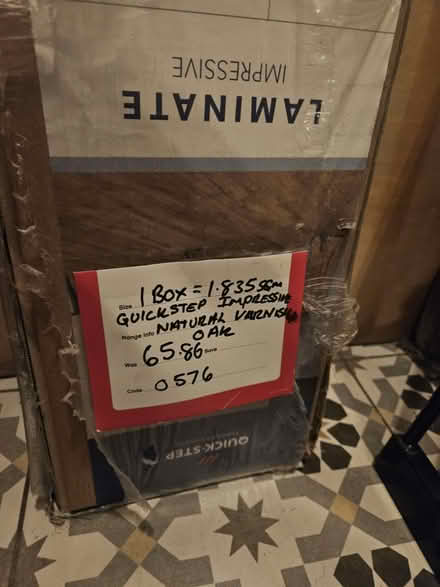 LAMINATE
IMPRESSIVE
Size 1 BOX = 1.835 sqm
QUICKSTEP IMPRESSIVE
Range Info NATURAL VARNISH
OAK
Was 65.86 Save
Code 0576
QUICK-STEP